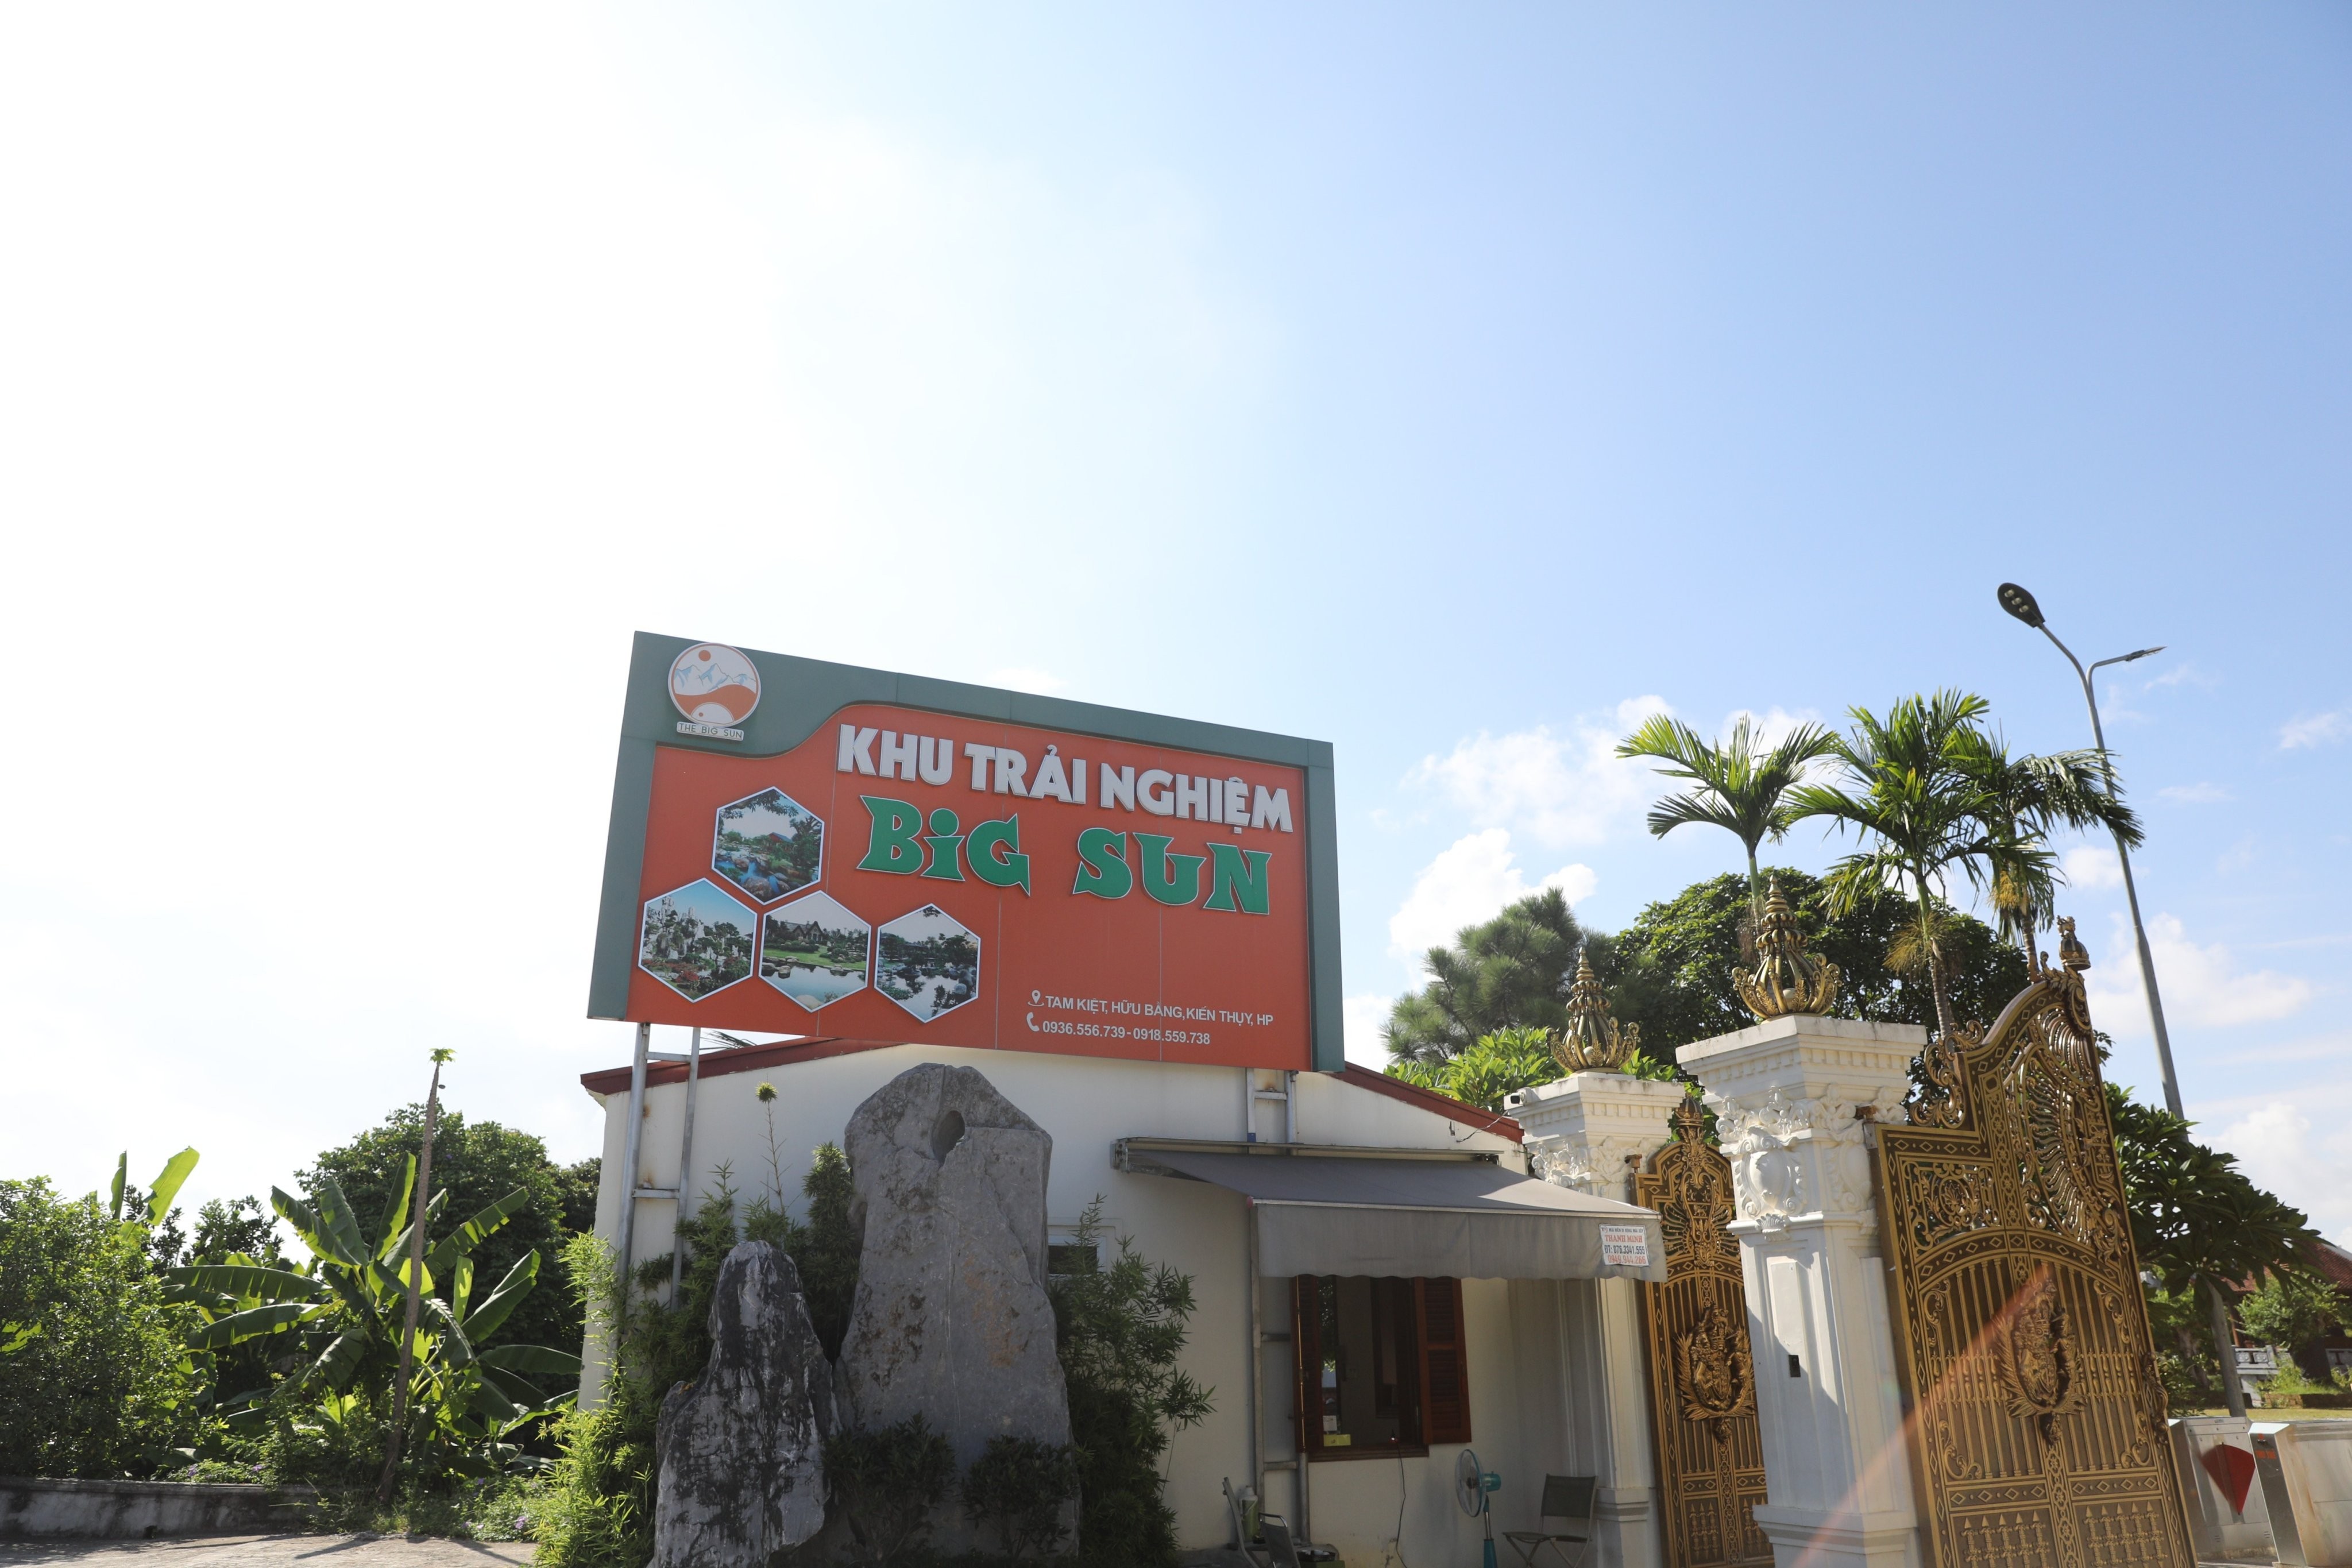 THE BIG SUN
KHU TRẢI NGHIỆM
BiG SUN
TAM KIỆT, HỮU BẰNG, KIẾN THỤY, HP
0936.556.739 - 0918.559.738
THANH MINH